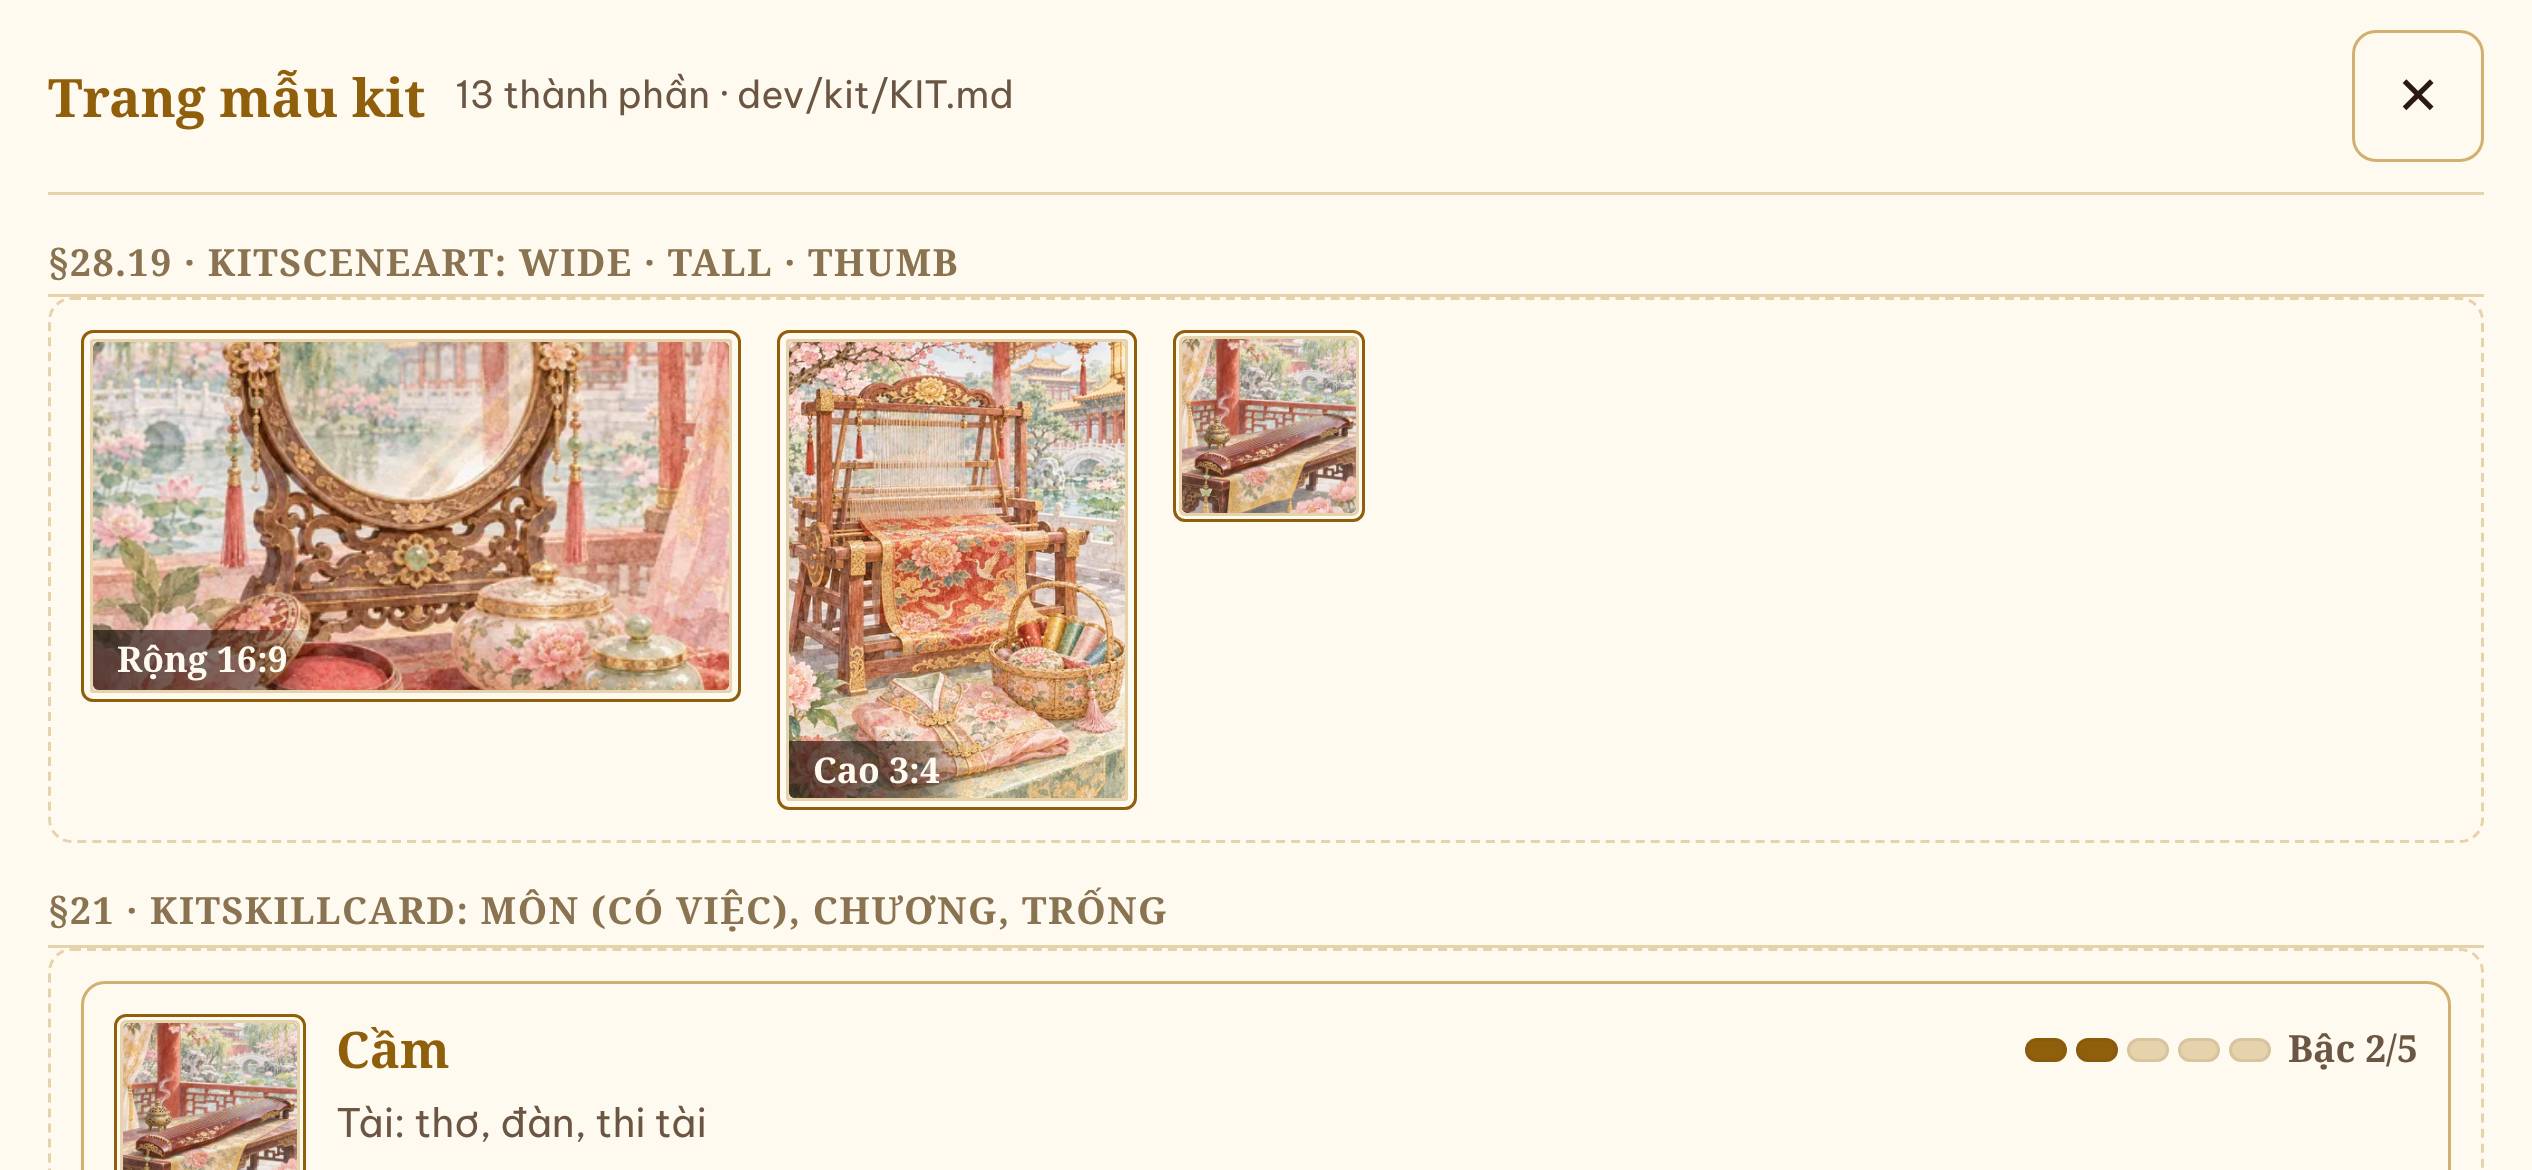 Trang mẫu kit 13 thành phần · dev/kit/KIT.md
§28.19 · KITSCENEART: WIDE · TALL · THUMB
Rộng 16:9
Cao 3:4
§21 · KITSKILLCARD: MÔN (CÓ VIỆC), CHƯƠNG, TRỐNG
Cầm
Bậc 2/5
Tài: thơ, đàn, thi tài